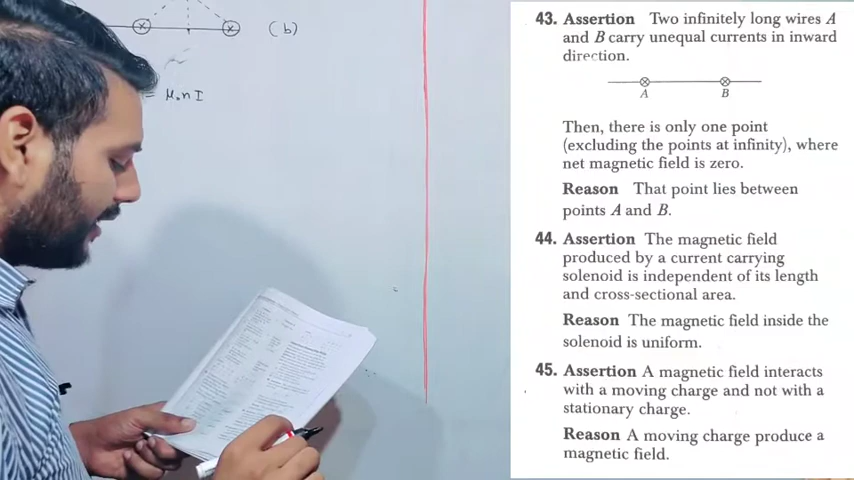 (b)
= μ₀nI
43. Assertion Two infinitely long wires A
and B carry unequal currents in inward
direction.
A B
Then, there is only one point
(excluding the points at infinity), where
net magnetic field is zero.
Reason That point lies between
points A and B.
44. Assertion The magnetic field
produced by a current carrying
solenoid is independent of its length
and cross-sectional area.
Reason The magnetic field inside the
solenoid is uniform.
45. Assertion A magnetic field interacts
with a moving charge and not with a
stationary charge.
Reason A moving charge produce a
magnetic field.